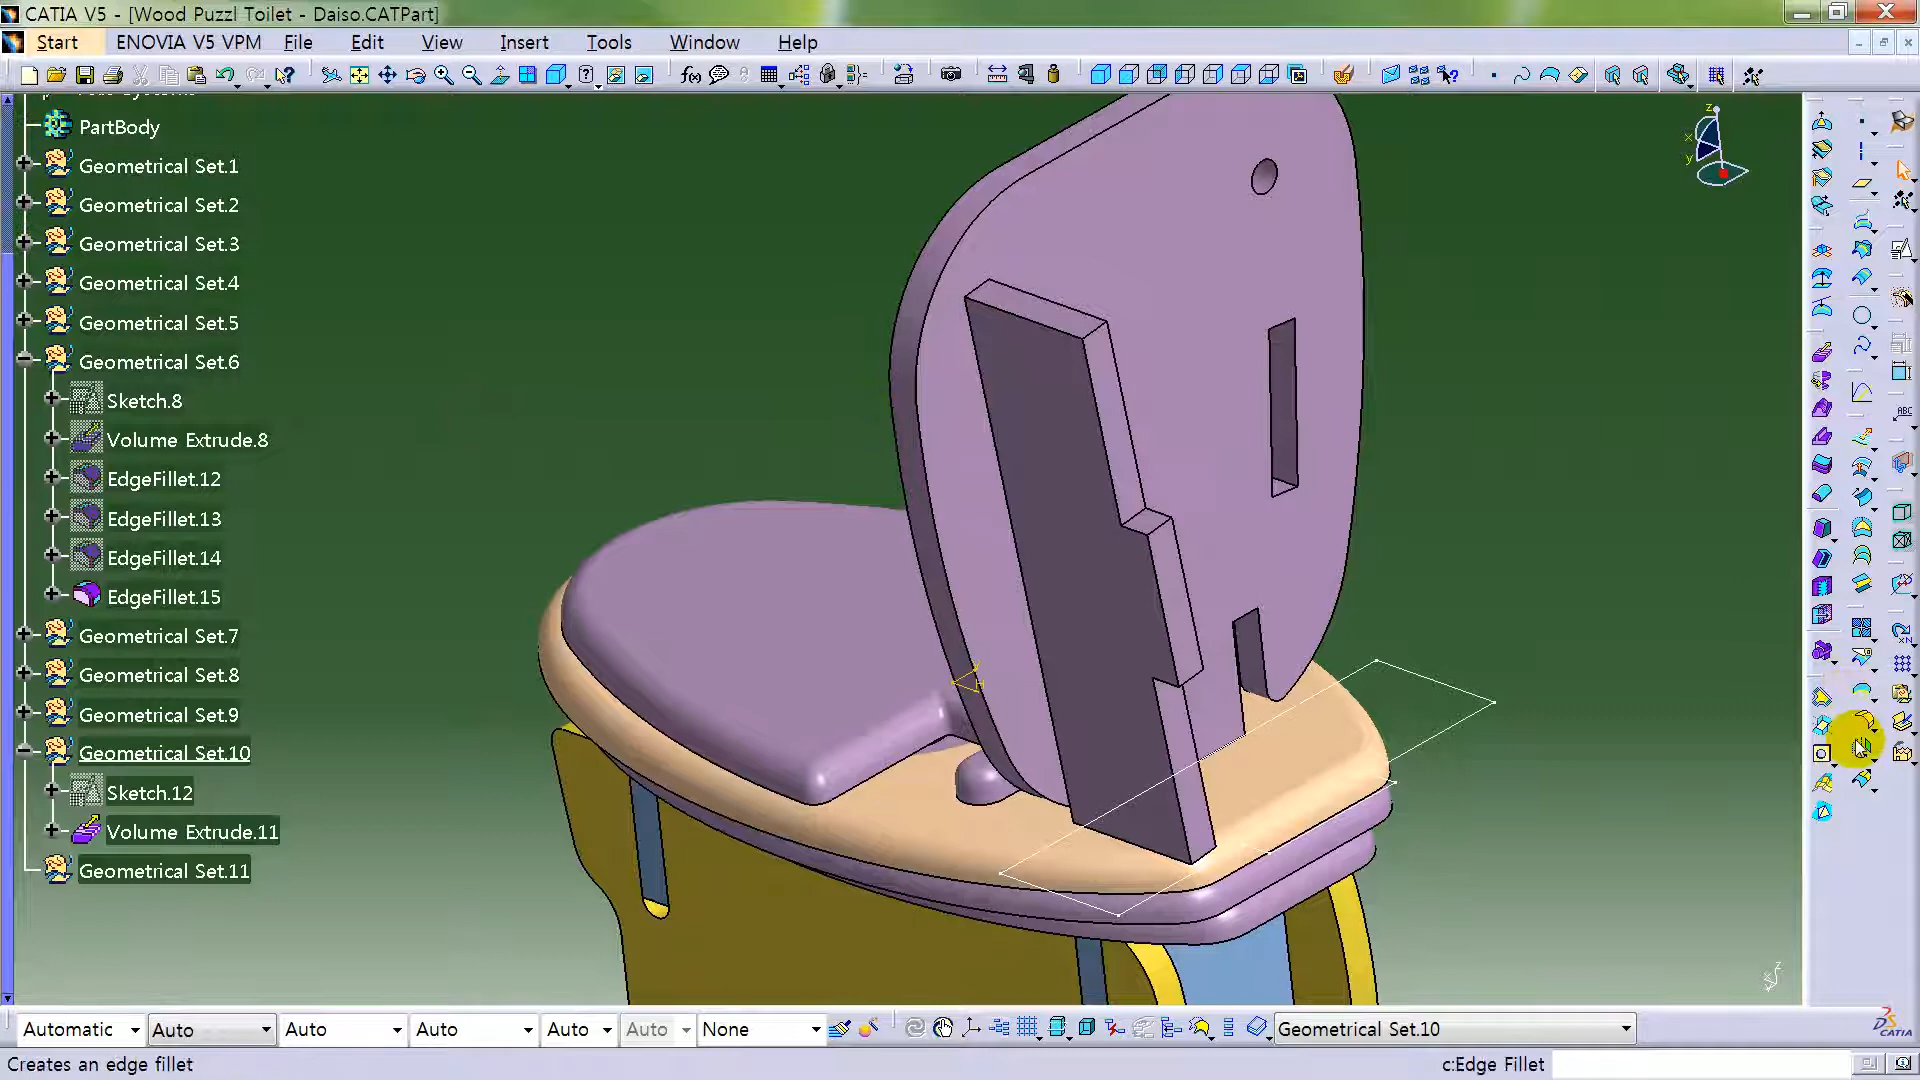 CATIA V5 - [Wood Puzzl Toilet - Daiso.CATPart]
Start ENOVIA V5 VPM File Edit View Insert Tools Window Help
PartBody
Geometrical Set.1
Geometrical Set.2
Geometrical Set.3
Geometrical Set.4
Geometrical Set.5
Geometrical Set.6
Sketch.8
Volume Extrude.8
EdgeFillet.12
EdgeFillet.13
EdgeFillet.14
EdgeFillet.15
Geometrical Set.7
Geometrical Set.8
Geometrical Set.9
Geometrical Set.10
Sketch.12
Volume Extrude.11
Geometrical Set.11
z
x
y
H
ABC
z
Automatic Auto Auto Auto Auto Auto None Geometrical Set.10
CATIA
Creates an edge fillet c:Edge Fillet